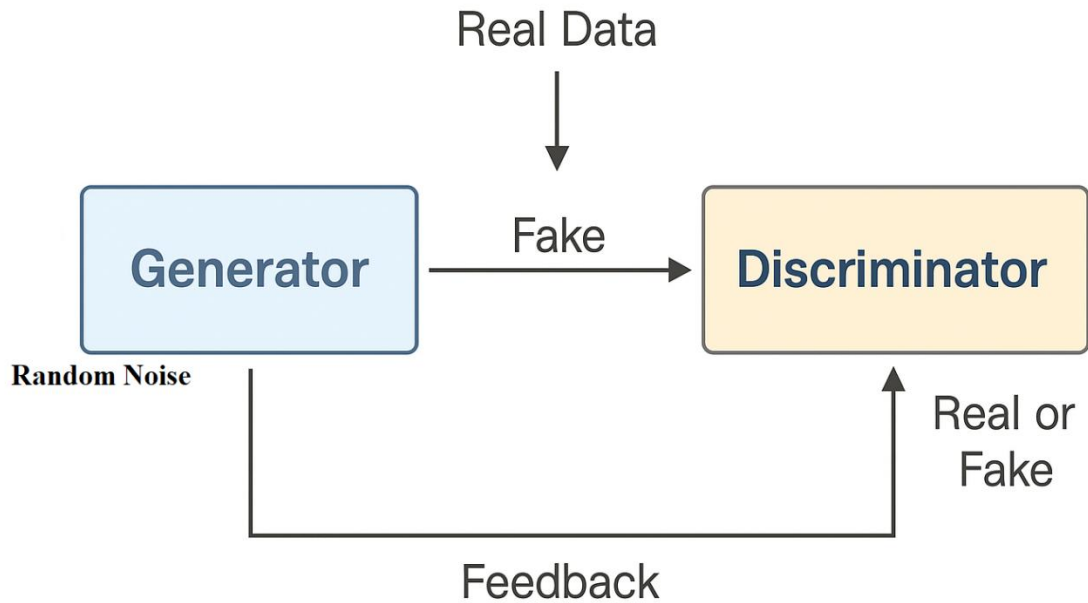 Real Data
Generator
Fake
Discriminator
Random Noise
Real or
Fake
Feedback